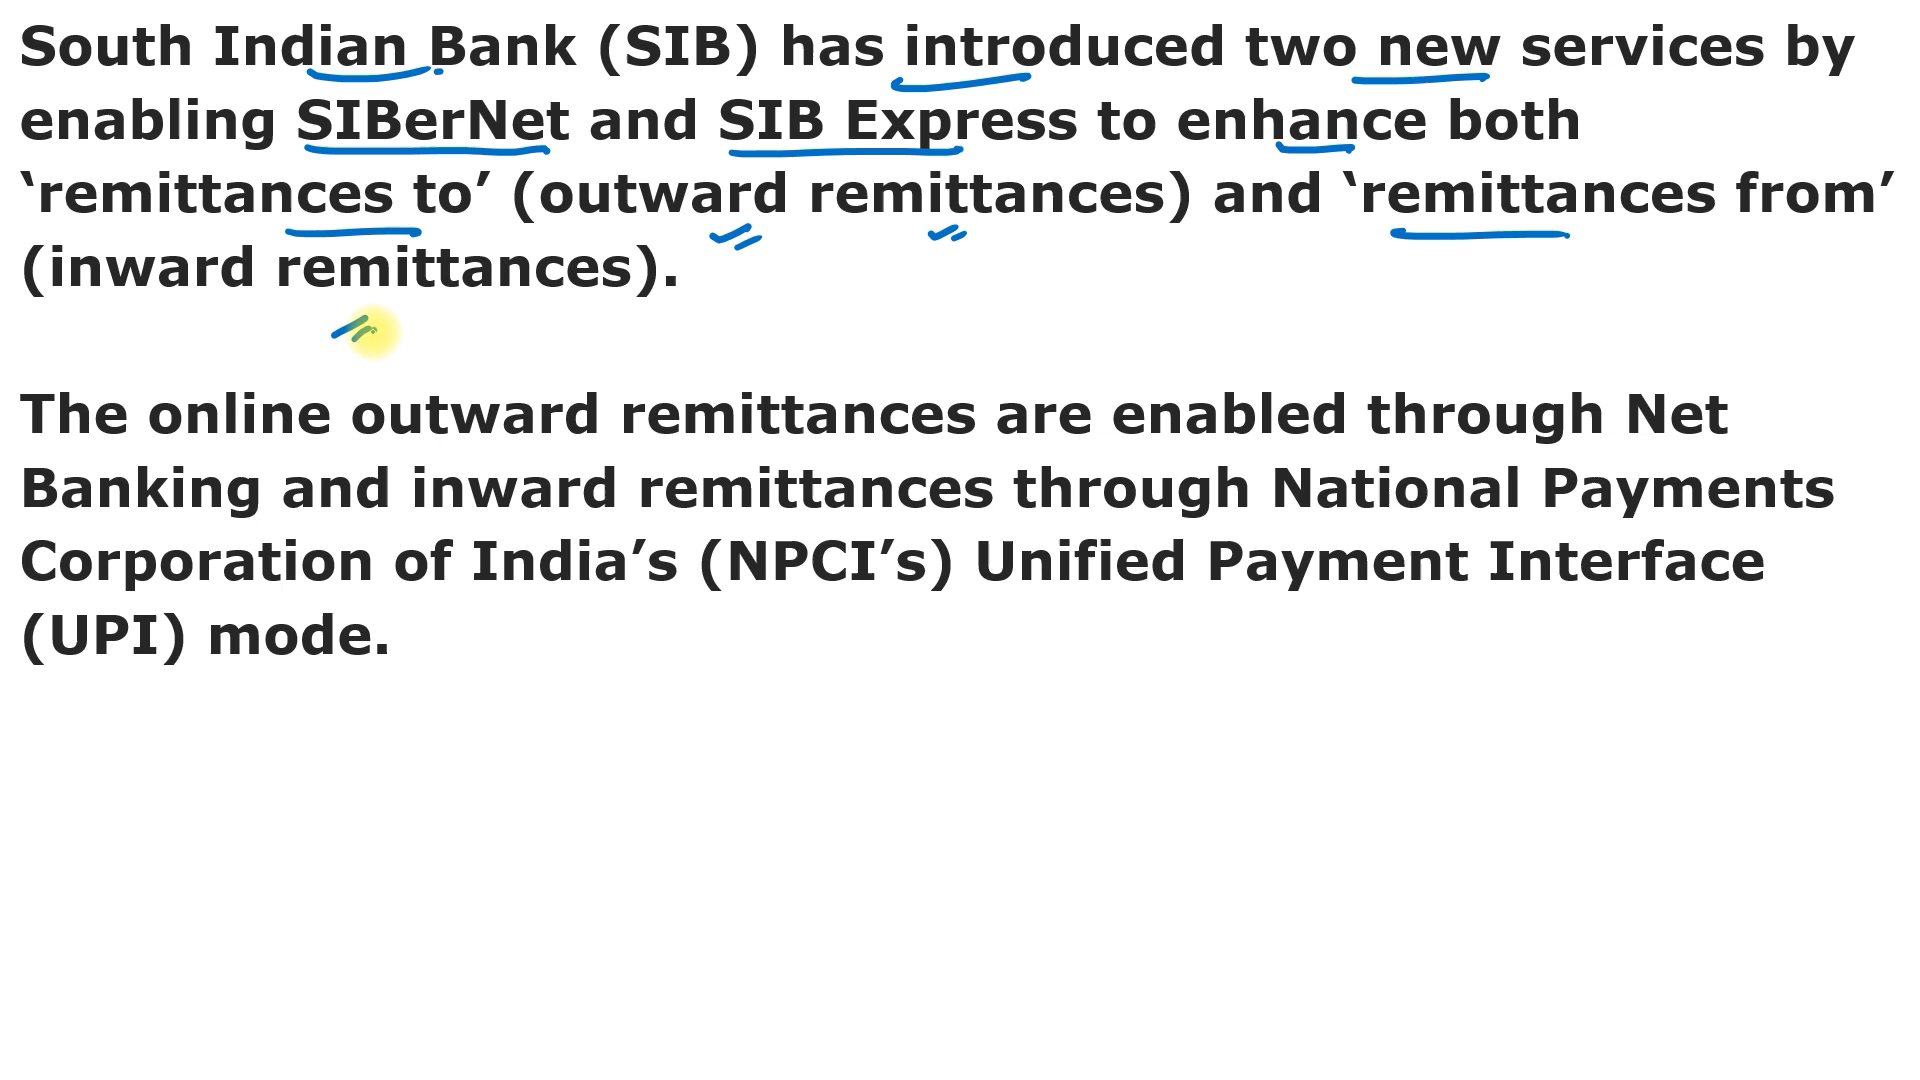 South Indian Bank (SIB) has introduced two new services by
enabling SIBerNet and SIB Express to enhance both
‘remittances to’ (outward remittances) and ‘remittances from’
(inward remittances).
The online outward remittances are enabled through Net
Banking and inward remittances through National Payments
Corporation of India’s (NPCI’s) Unified Payment Interface
(UPI) mode.